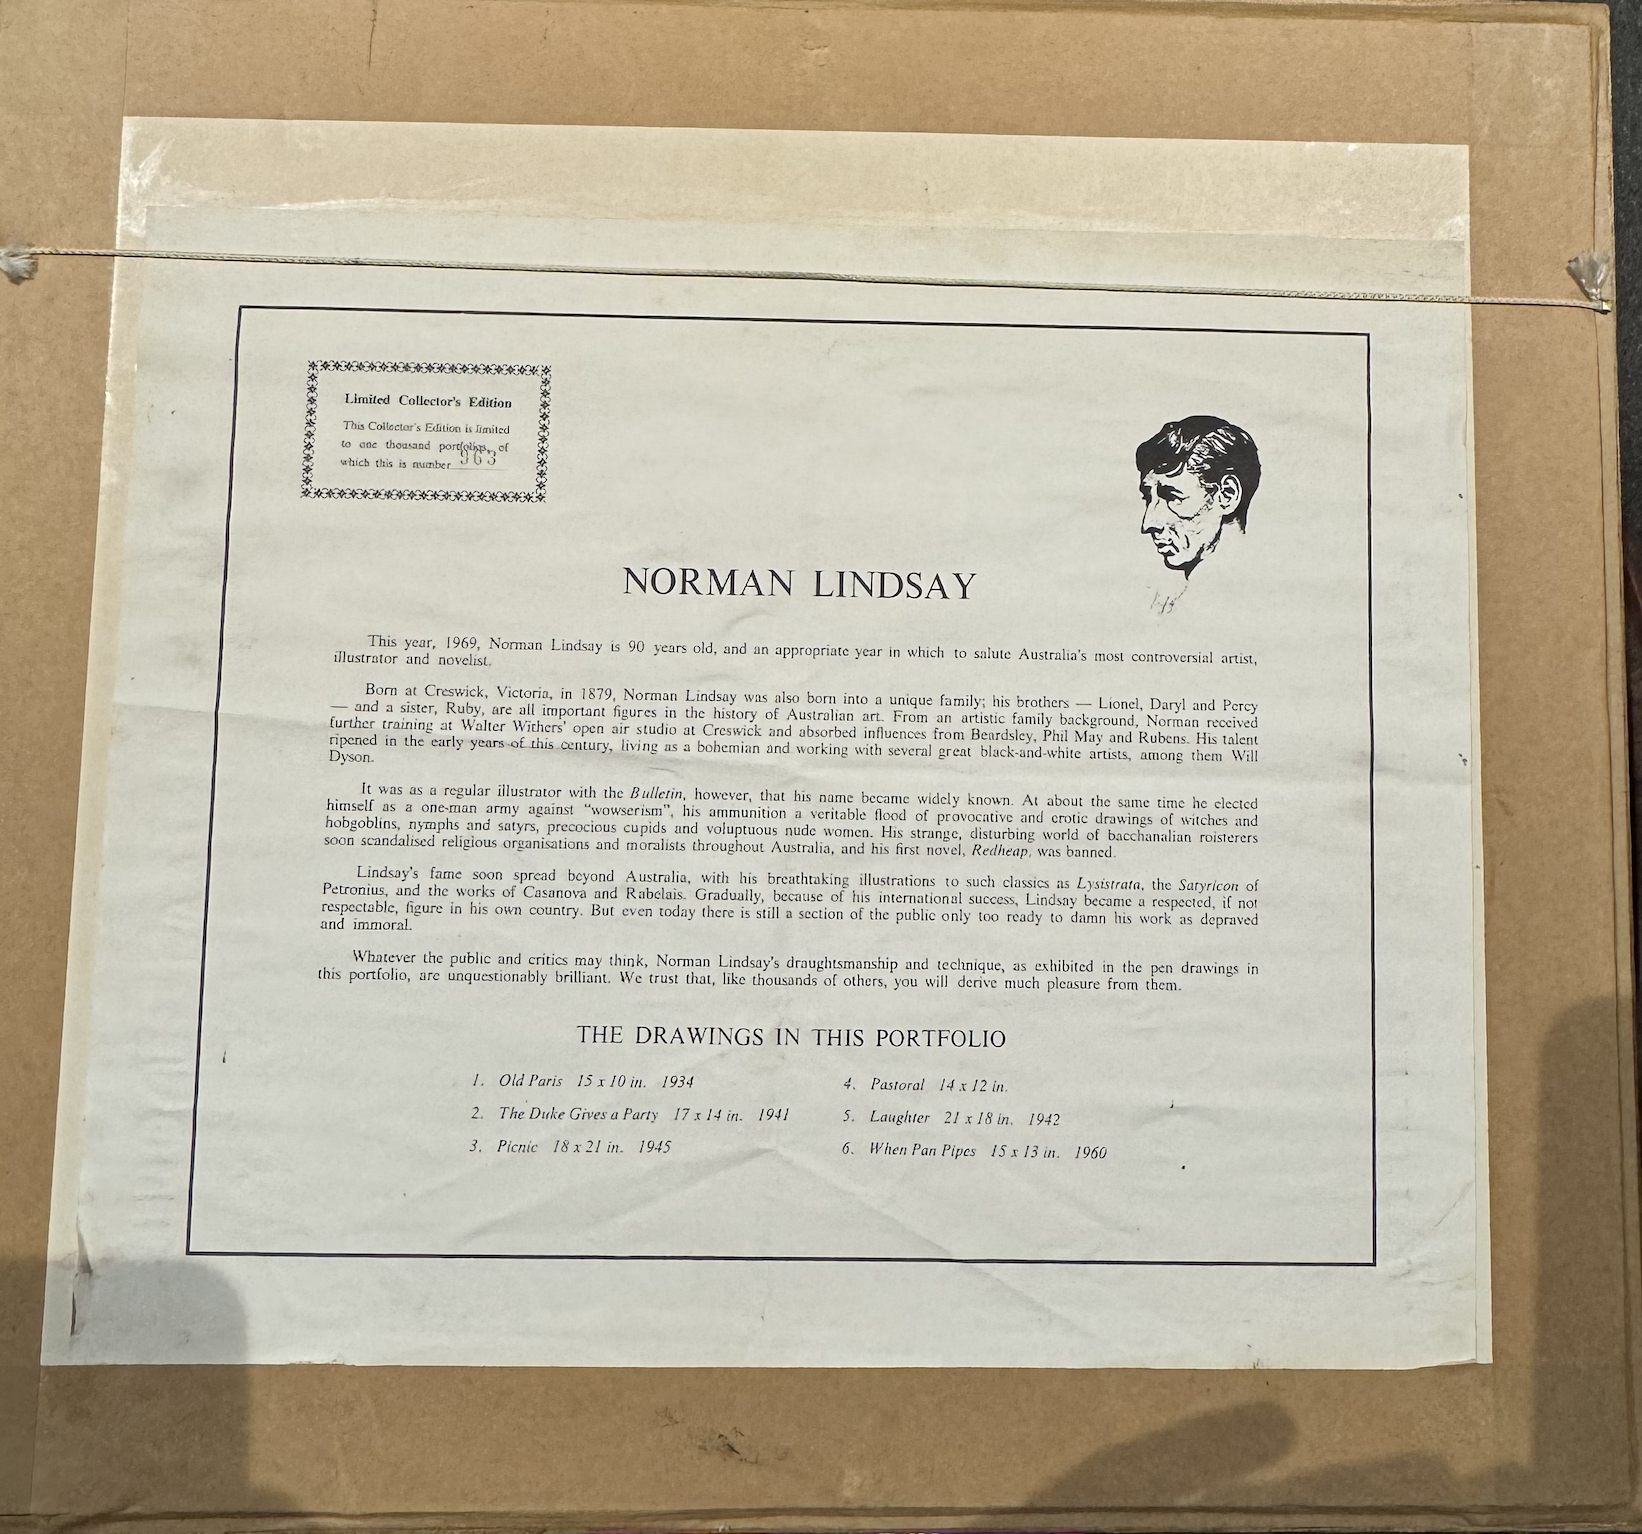 Limited Collector's Edition
This Collector's Edition is limited
to one thousand portfolios, of
which this is number 963
NORMAN LINDSAY
This year, 1969, Norman Lindsay is 90 years old, and an appropriate year in which to salute Australia's most controversial artist,
illustrator and novelist.
Born at Creswick, Victoria, in 1879, Norman Lindsay was also born into a unique family; his brothers — Lionel, Daryl and Percy
— and a sister, Ruby, are all important figures in the history of Australian art. From an artistic family background, Norman received
further training at Walter Withers' open air studio at Creswick and absorbed influences from Beardsley, Phil May and Rubens. His talent
ripened in the early years of this century, living as a bohemian and working with several great black-and-white artists, among them Will
Dyson.
It was as a regular illustrator with the Bulletin, however, that his name became widely known. At about the same time he elected
himself as a one-man army against "wowserism", his ammunition a veritable flood of provocative and erotic drawings of witches and
hobgoblins, nymphs and satyrs, precocious cupids and voluptuous nude women. His strange, disturbing world of bacchanalian roisterers
soon scandalised religious organisations and moralists throughout Australia, and his first novel, Redheap, was banned.
Lindsay's fame soon spread beyond Australia, with his breathtaking illustrations to such classics as Lysistrata, the Satyricon of
Petronius, and the works of Casanova and Rabelais. Gradually, because of his international success, Lindsay became a respected, if not
respectable, figure in his own country. But even today there is still a section of the public only too ready to damn his work as depraved
and immoral.
Whatever the public and critics may think, Norman Lindsay's draughtsmanship and technique, as exhibited in the pen drawings in
this portfolio, are unquestionably brilliant. We trust that, like thousands of others, you will derive much pleasure from them.
THE DRAWINGS IN THIS PORTFOLIO
1. Old Paris 15 x 10 in. 1934
2. The Duke Gives a Party 17 x 14 in. 1941
3. Picnic 18 x 21 in. 1945
4. Pastoral 14 x 12 in.
5. Laughter 21 x 18 in. 1942
6. When Pan Pipes 15 x 13 in. 1960